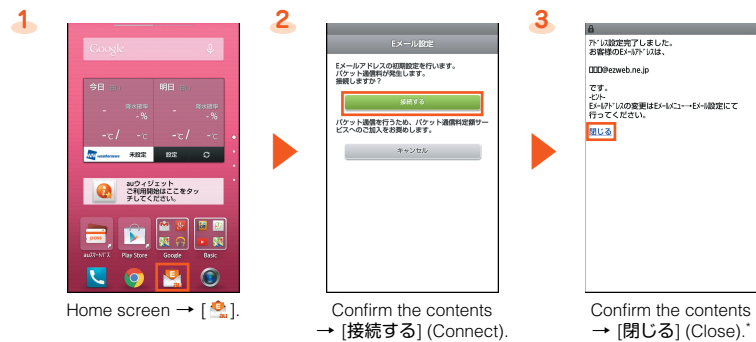 1
Google
今日
明日
降水確率
降水確率
- %
- %
-℃/ -℃
-℃/ -℃
未設定
設定
auウィジェット
ご利用開始はここをタッ
チしてください。
auスマートパス
Play Store
Google
Basic
Home screen → [ ].
2
Eメール設定
Eメールアドレスの初期設定を行います。
パケット通信料が発生します。
接続しますか？
接続する
パケット通信を行うため、パケット通信料定額サー
ビスへのご加入をお奨めします。
キャンセル
Confirm the contents
→ [接続する] (Connect).
3
ｱﾄﾞﾚｽ設定完了しました。
お客様のEﾒｰﾙｱﾄﾞﾚｽは、
□□□@ezweb.ne.jp
です。
-ﾋﾝﾄ-
Eﾒｰﾙｱﾄﾞﾚｽの変更はEﾒｰﾙﾒﾆｭｰ→Eﾒｰﾙ設定にて
行ってください。
閉じる
Confirm the contents
→ [閉じる] (Close).*